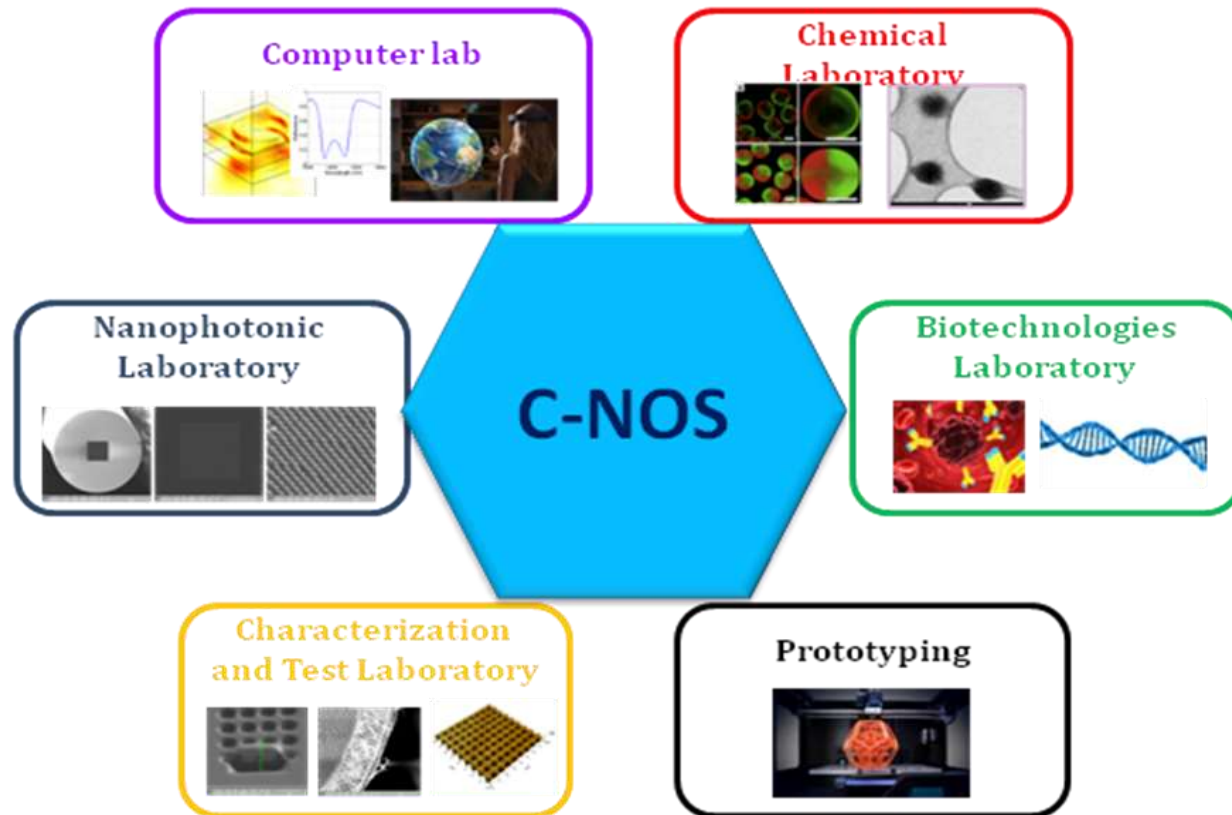 Computer lab
Chemical
Laboratory
Nanophotonic
Laboratory
C-NOS
Biotechnologies
Laboratory
Characterization
and Test Laboratory
Prototyping